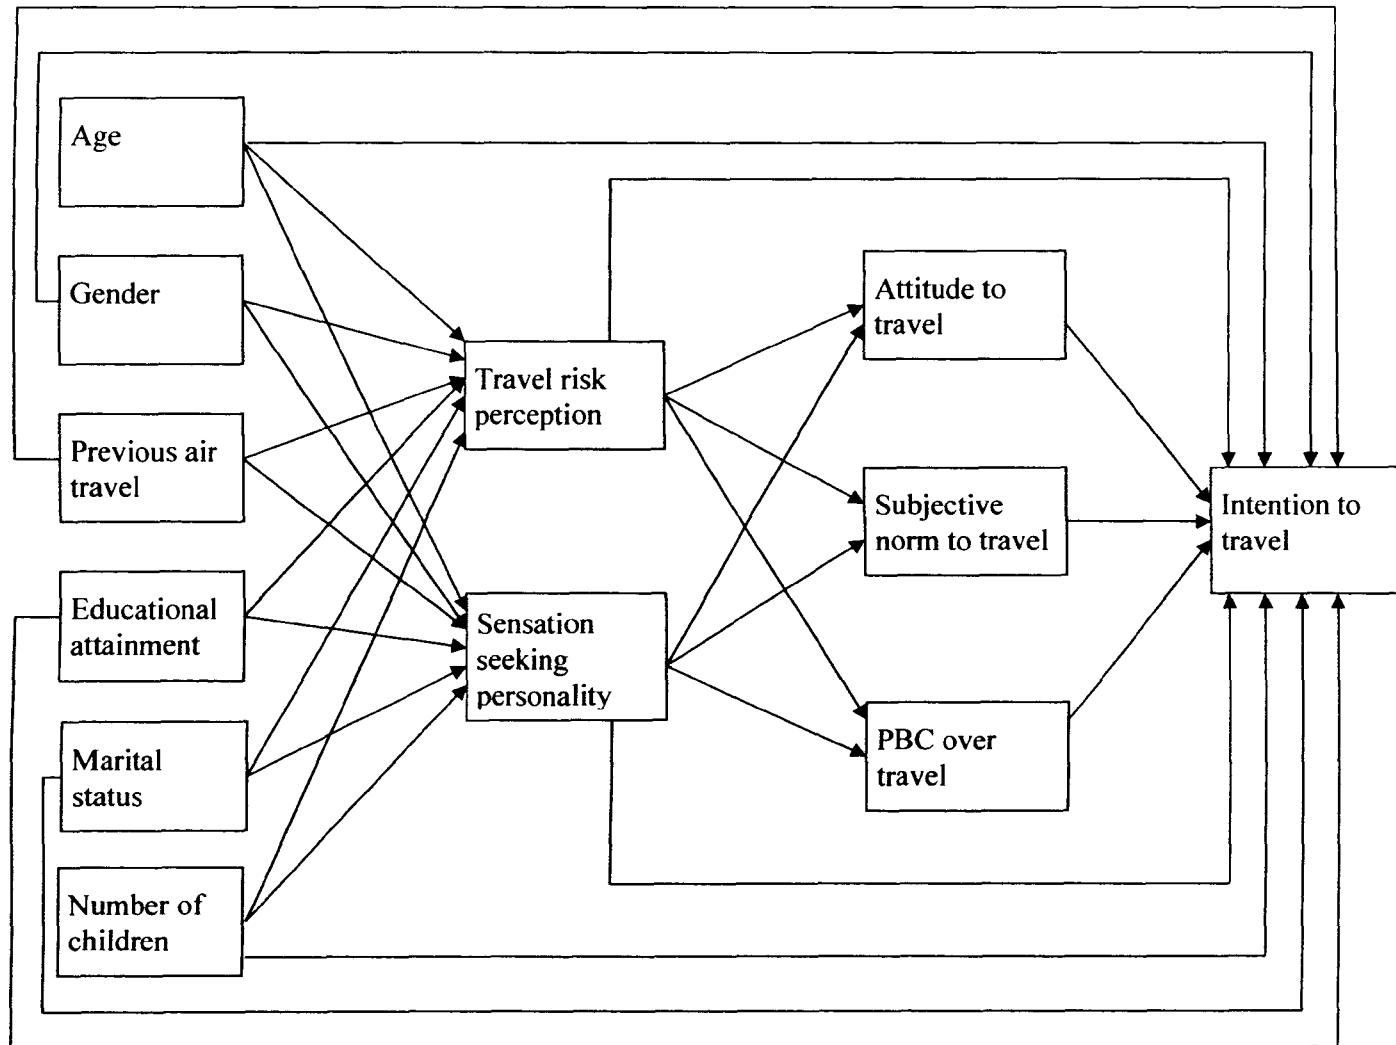 Age
Gender
Previous air
travel
Educational
attainment
Marital
status
Number of
children
Travel risk
perception
Sensation
seeking
personality
Attitude to
travel
Subjective
norm to travel
PBC over
travel
Intention to
travel